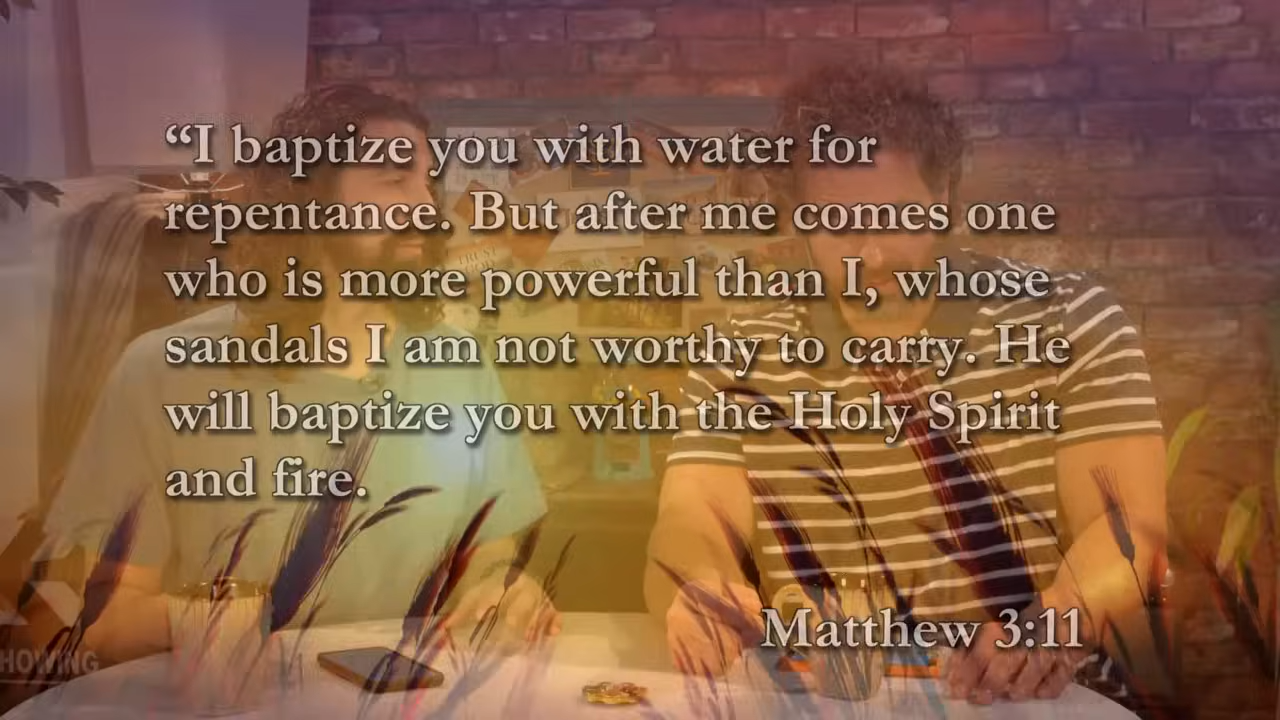 “I baptize you with water for
repentance. But after me comes one
who is more powerful than I, whose
sandals I am not worthy to carry. He
will baptize you with the Holy Spirit
and fire.
Matthew 3:11
HOWING